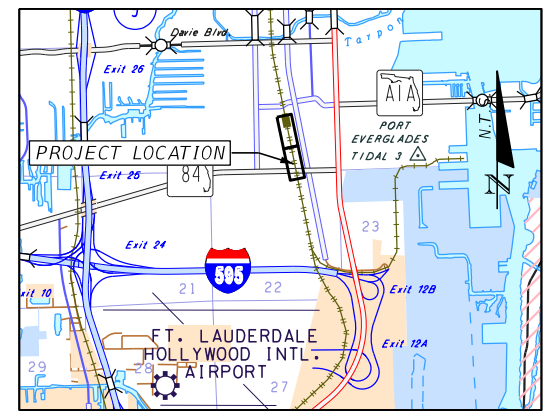 Davie Blvd.
Tarpon
Exit 26
A1A
N.T.
PORT
EVERGLADES
TIDAL 3
PROJECT LOCATION
84
Exit 25
N
23
Exit 24
595
xit 10
21
22
Exit 12B
FT. LAUDERDALE
HOLLYWOOD INTL.
AIRPORT
Exit 12A
29
28
27